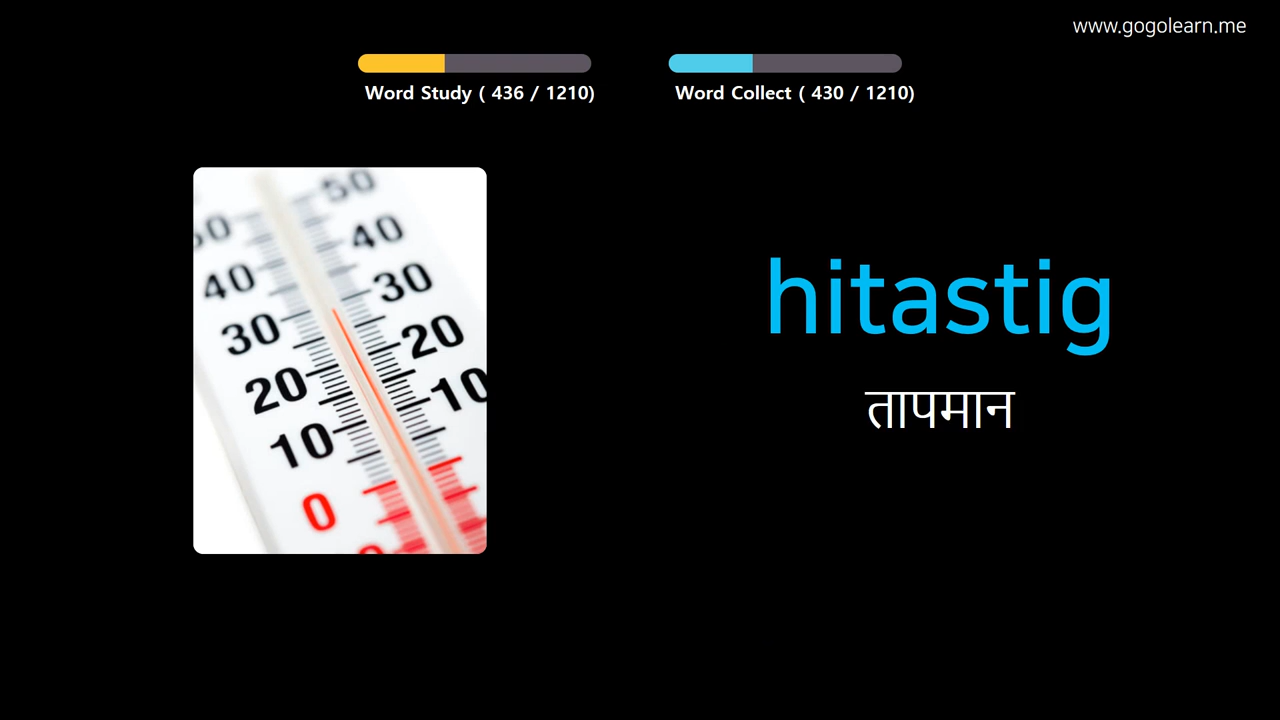 www.gogolearn.me
Word Study ( 436 / 1210)
Word Collect ( 430 / 1210)
50
40
30
20
10
40
30
20
10
0
hitastig
तापमान